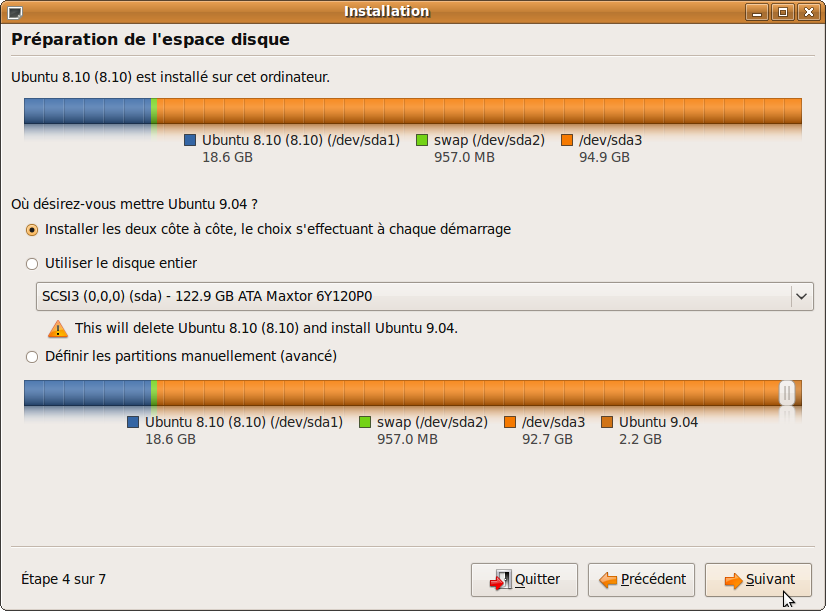 Installation
Préparation de l'espace disque
Ubuntu 8.10 (8.10) est installé sur cet ordinateur.
Ubuntu 8.10 (8.10) (/dev/sda1) swap (/dev/sda2) /dev/sda3
18.6 GB 957.0 MB 94.9 GB
Où désirez-vous mettre Ubuntu 9.04 ?
Installer les deux côte à côte, le choix s'effectuant à chaque démarrage
Utiliser le disque entier
SCSI3 (0,0,0) (sda) - 122.9 GB ATA Maxtor 6Y120P0
This will delete Ubuntu 8.10 (8.10) and install Ubuntu 9.04.
Définir les partitions manuellement (avancé)
Ubuntu 8.10 (8.10) (/dev/sda1) swap (/dev/sda2) /dev/sda3 Ubuntu 9.04
18.6 GB 957.0 MB 92.7 GB 2.2 GB
Étape 4 sur 7 Quitter Précédent Suivant